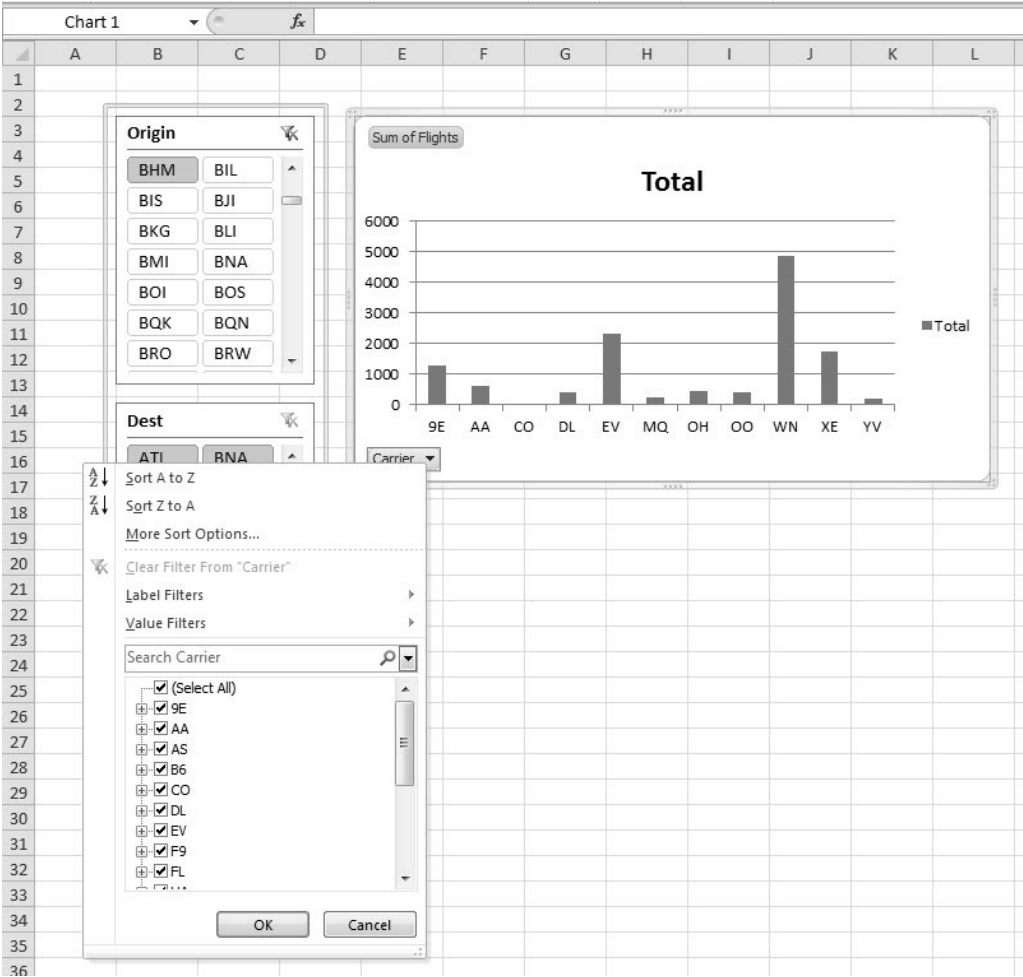 Chart 1 fx
A B C D E F G H I J K L
1
2
3
4
5
6
7
8
9
10
11
12
13
14
15
16
17
18
19
20
21
22
23
24
25
26
27
28
29
30
31
32
33
34
35
36
Origin
BHM BIL
BIS BJI
BKG BLI
BMI BNA
BOI BOS
BQK BQN
BRO BRW
Dest
ATL BNA
Sum of Flights
Total
6000
5000
4000
3000
2000
1000
0
9E AA CO DL EV MQ OH OO WN XE YV
Total
Carrier
A Z Sort A to Z
Z A Sort Z to A
More Sort Options...
Clear Filter From "Carrier"
Label Filters
Value Filters
Search Carrier
(Select All)
9E
AA
AS
B6
CO
DL
EV
F9
FL
OK Cancel